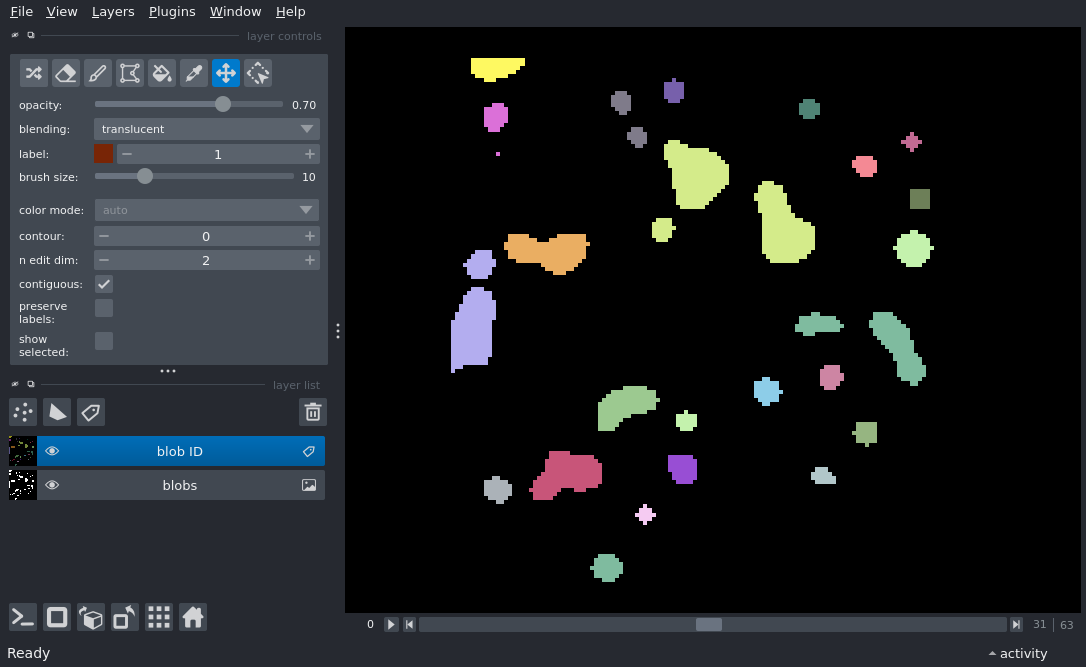 File View Layers Plugins Window Help
layer controls
opacity: 0.70
blending: translucent
label: − 1 +
brush size: 10
color mode: auto
contour: − 0 +
n edit dim: − 2 +
contiguous:
preserve
labels:
show
selected:
layer list
blob ID
blobs
0 31 | 63
Ready activity